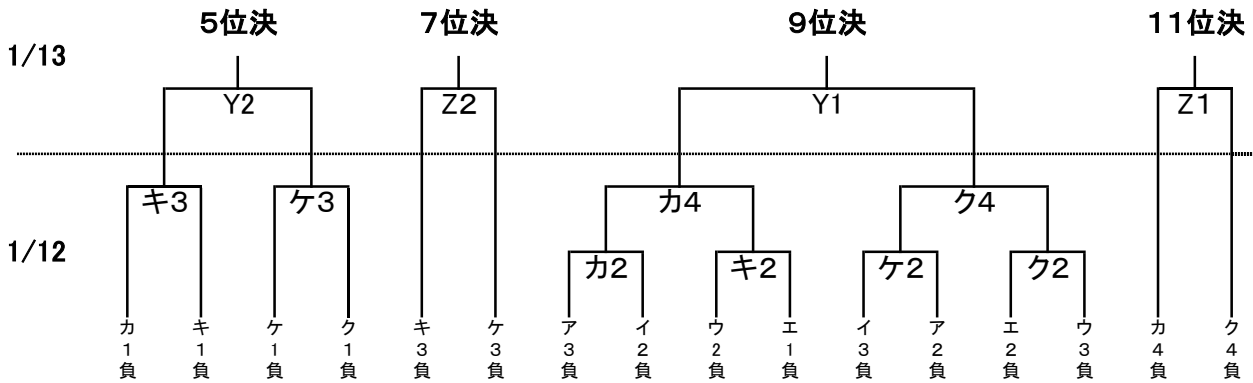 5位決 7位決 9位決 11位決
1/13
Y2 Z2 Y1 Z1
キ3 ケ3 カ4 ク4
1/12
カ2 キ2 ケ2 ク2
カ1負 キ1負 ケ1負 ク1負 キ3負 ケ3負 ア3負 イ2負 ウ2負 エ1負 イ3負 ア2負 エ2負 ウ3負 カ4負 ク4負